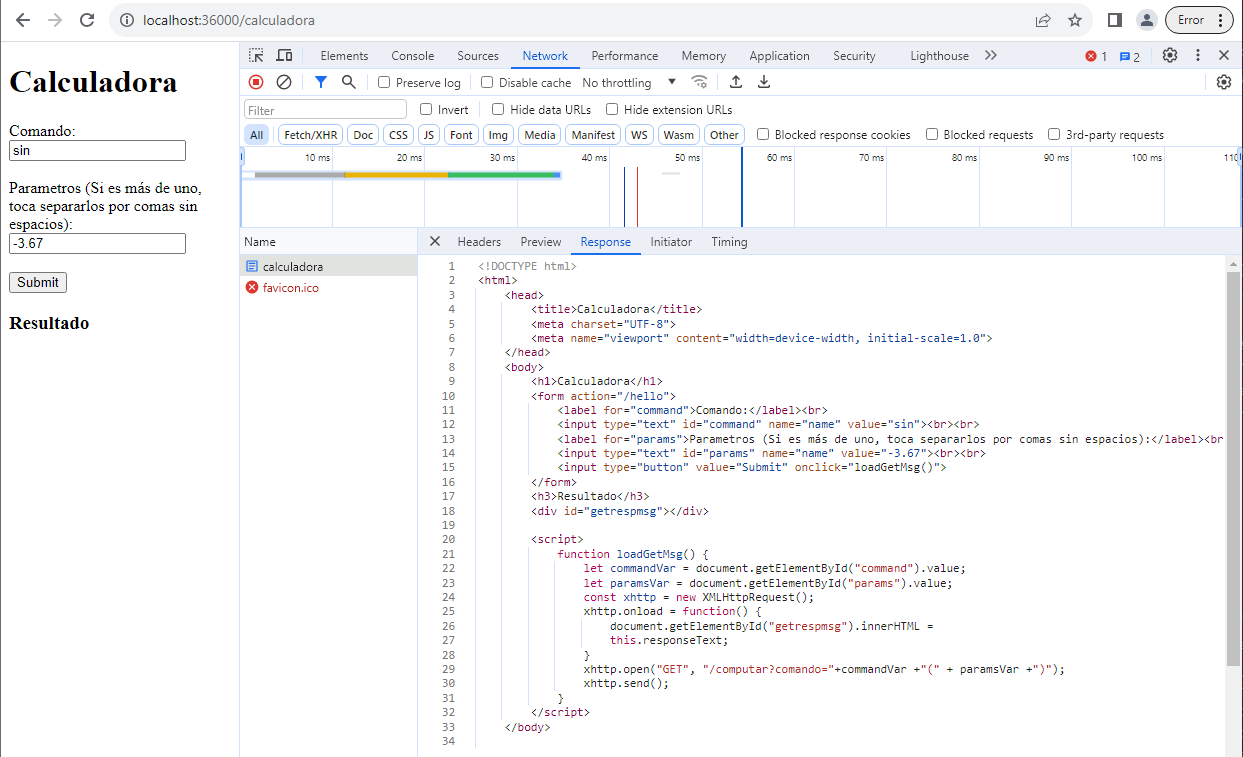 localhost:36000/calculadora
Error
Calculadora
Comando:
sin
Parametros (Si es más de uno,
toca separarlos por comas sin
espacios):
-3.67
Submit
Resultado
Elements Console Sources Network Performance Memory Application Security Lighthouse 1 2
Preserve log Disable cache No throttling
Filter Invert Hide data URLs Hide extension URLs
All Fetch/XHR Doc CSS JS Font Img Media Manifest WS Wasm Other Blocked response cookies Blocked requests 3rd-party requests
10 ms 20 ms 30 ms 40 ms 50 ms 60 ms 70 ms 80 ms 90 ms 100 ms 110
Name
calculadora
favicon.ico
Headers Preview Response Initiator Timing
1 <!DOCTYPE html>
2 <html>
3 <head>
4 <title>Calculadora</title>
5 <meta charset="UTF-8">
6 <meta name="viewport" content="width=device-width, initial-scale=1.0">
7 </head>
8 <body>
9 <h1>Calculadora</h1>
10 <form action="/hello">
11 <label for="command">Comando:</label><br>
12 <input type="text" id="command" name="name" value="sin"><br><br>
13 <label for="params">Parametros (Si es más de uno, toca separarlos por comas sin espacios):</label><br
14 <input type="text" id="params" name="name" value="-3.67"><br><br>
15 <input type="button" value="Submit" onclick="loadGetMsg()">
16 </form>
17 <h3>Resultado</h3>
18 <div id="getrespmsg"></div>
19
20 <script>
21 function loadGetMsg() {
22 let commandVar = document.getElementById("command").value;
23 let paramsVar = document.getElementById("params").value;
24 const xhttp = new XMLHttpRequest();
25 xhttp.onload = function() {
26 document.getElementById("getrespmsg").innerHTML =
27 this.responseText;
28 }
29 xhttp.open("GET", "/computar?comando="+commandVar +"(" + paramsVar +")");
30 xhttp.send();
31 }
32 </script>
33 </body>
34